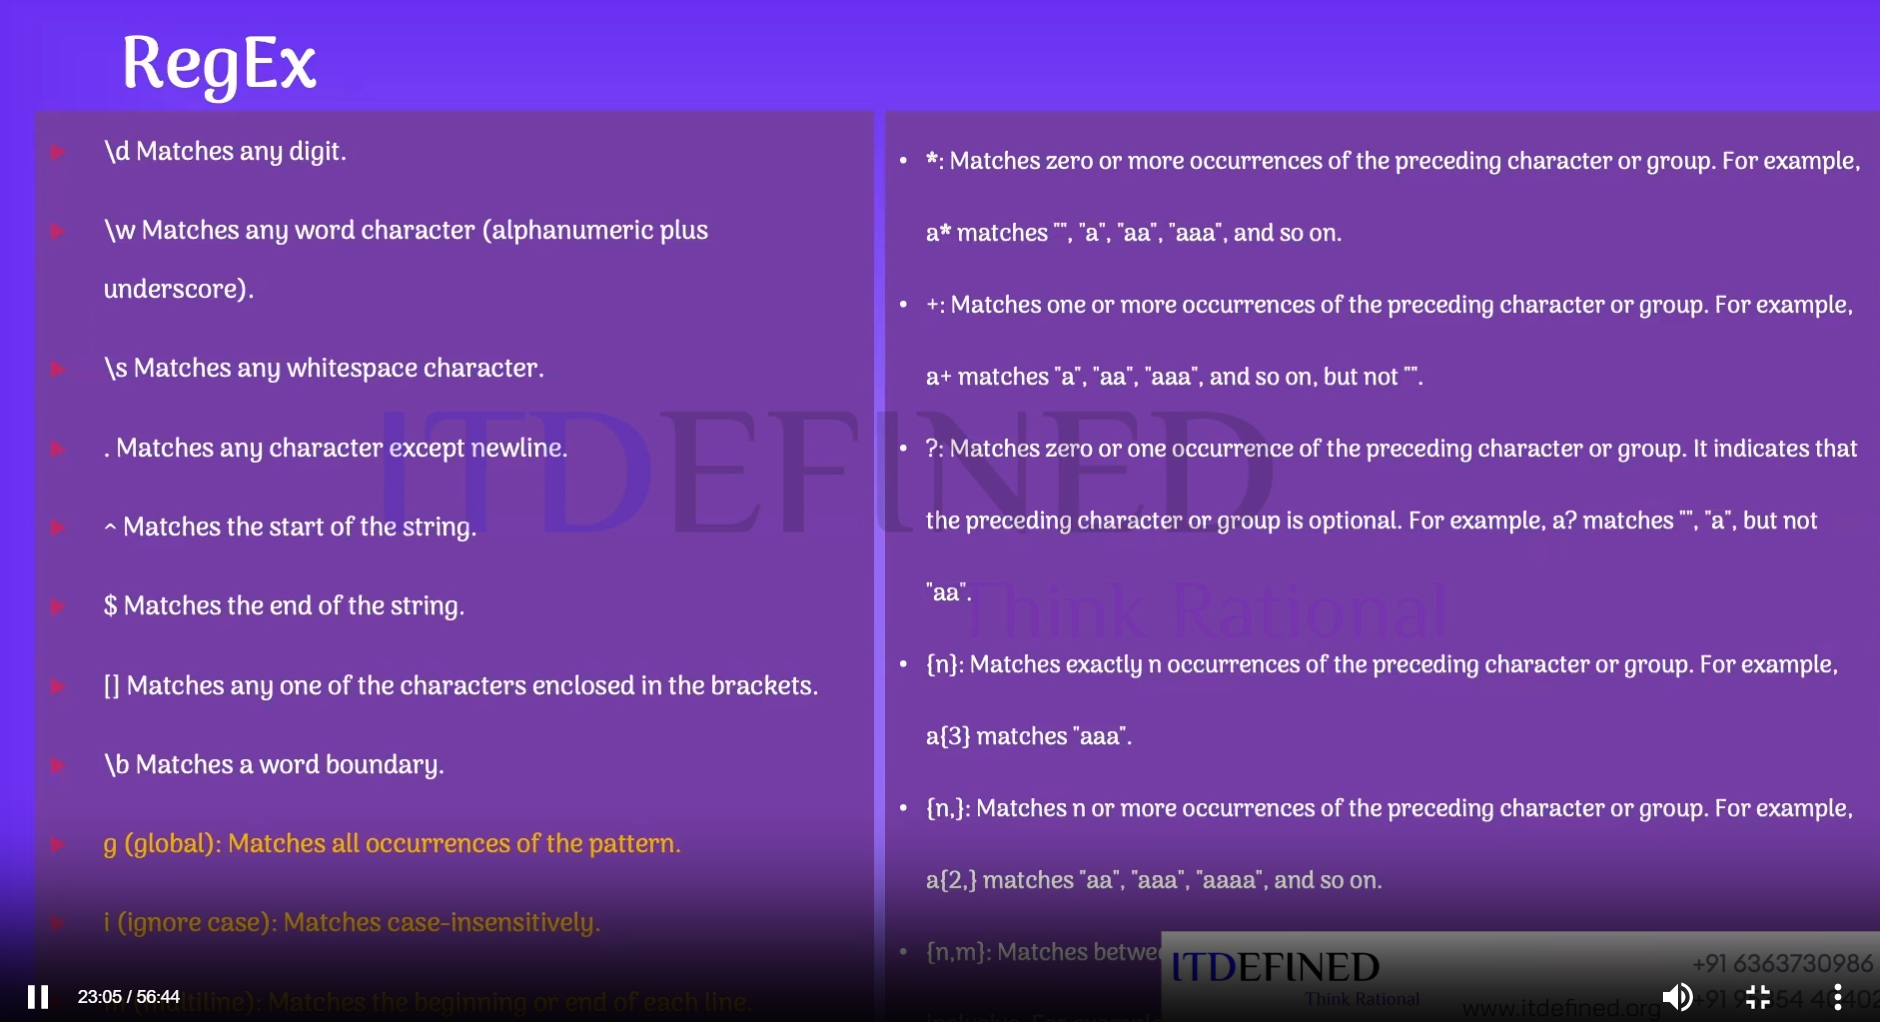 RegEx
\d Matches any digit.
\w Matches any word character (alphanumeric plus
underscore).
\s Matches any whitespace character.
. Matches any character except newline.
^ Matches the start of the string.
$ Matches the end of the string.
[] Matches any one of the characters enclosed in the brackets.
\b Matches a word boundary.
g (global): Matches all occurrences of the pattern.
i (ignore case): Matches case-insensitively.
(multiline): Matches the beginning or end of each line.
• *: Matches zero or more occurrences of the preceding character or group. For example,
a* matches "", "a", "aa", "aaa", and so on.
• +: Matches one or more occurrences of the preceding character or group. For example,
a+ matches "a", "aa", "aaa", and so on, but not "".
• ?: Matches zero or one occurrence of the preceding character or group. It indicates that
the preceding character or group is optional. For example, a? matches "", "a", but not
"aa".
• {n}: Matches exactly n occurrences of the preceding character or group. For example,
a{3} matches "aaa".
• {n,}: Matches n or more occurrences of the preceding character or group. For example,
a{2,} matches "aa", "aaa", "aaaa", and so on.
• {n,m}: Matches
ITDEFINED
Think Rational
ITDEFINED
Think Rational
www.itdefined.org
+91 6363730986
+91
23:05 / 56:44